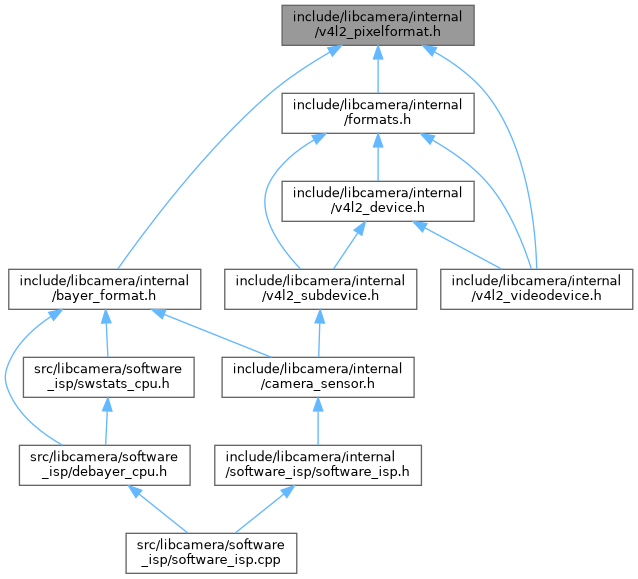 include/libcamera/internal
/v4l2_pixelformat.h
include/libcamera/internal
/formats.h
include/libcamera/internal
/v4l2_device.h
include/libcamera/internal
/bayer_format.h
include/libcamera/internal
/v4l2_subdevice.h
include/libcamera/internal
/v4l2_videodevice.h
src/libcamera/software
_isp/swstats_cpu.h
include/libcamera/internal
/camera_sensor.h
src/libcamera/software
_isp/debayer_cpu.h
include/libcamera/internal
/software_isp/software_isp.h
src/libcamera/software
_isp/software_isp.cpp